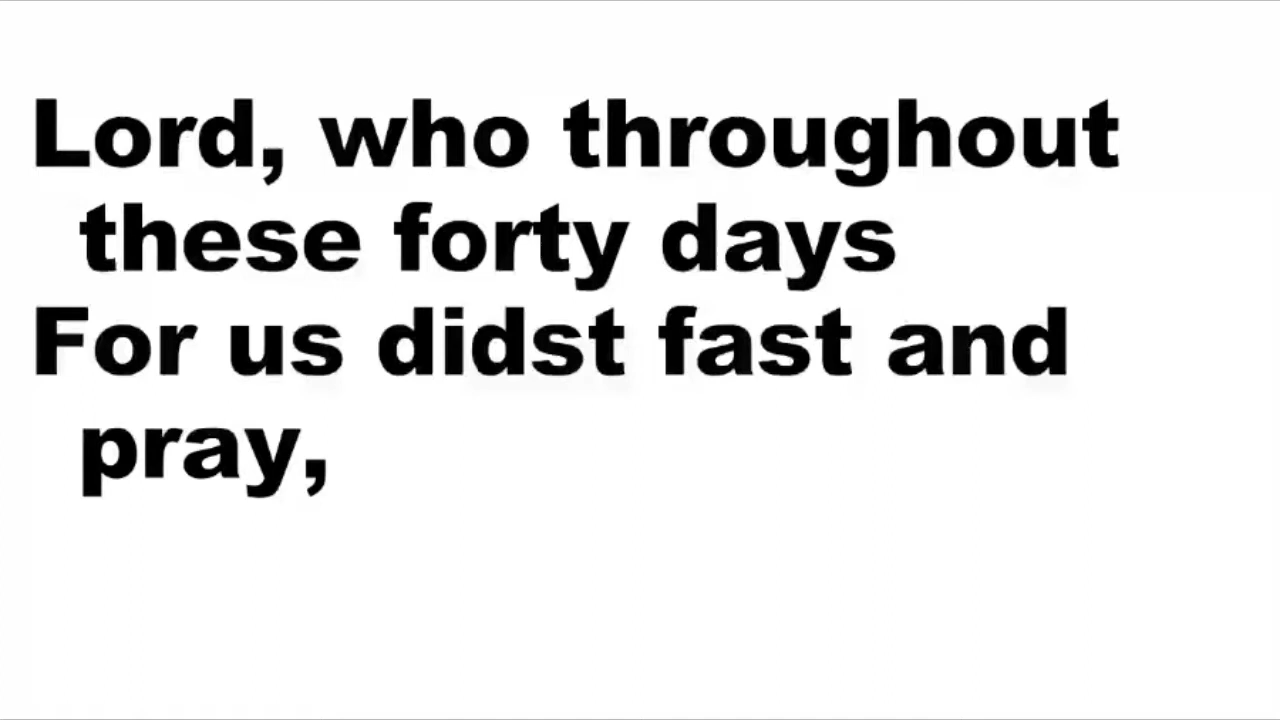 Lord, who throughout
these forty days
For us didst fast and
pray,